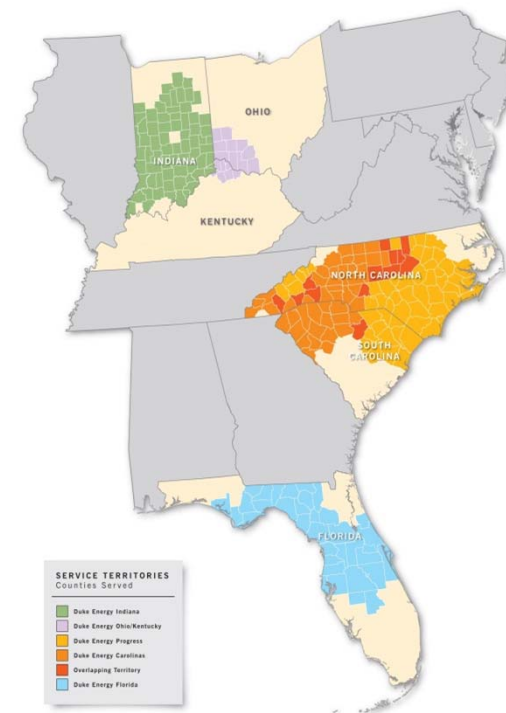 OHIO
INDIANA
KENTUCKY
NORTH CAROLINA
SOUTH
CAROLINA
FLORIDA
SERVICE TERRITORIES
Counties Served
Duke Energy Indiana
Duke Energy Ohio/Kentucky
Duke Energy Progress
Duke Energy Carolinas
Overlapping Territory
Duke Energy Florida